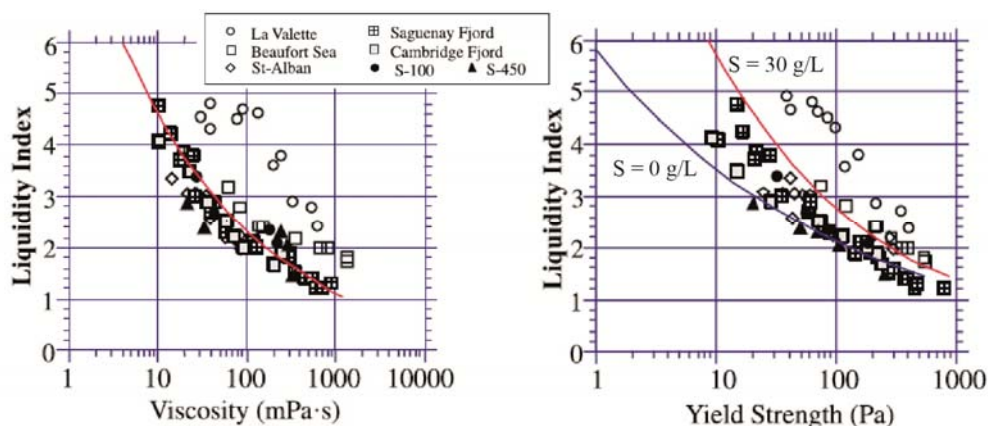 La Valette
Beaufort Sea
St-Alban
Saguenay Fjord
Cambridge Fjord
S-100
S-450
Liquidity Index
6
5
4
3
2
1
0
1
10
100
1000
10000
Viscosity (mPa·s)
Liquidity Index
6
5
4
3
2
1
0
S = 30 g/L
S = 0 g/L
1
10
100
1000
Yield Strength (Pa)